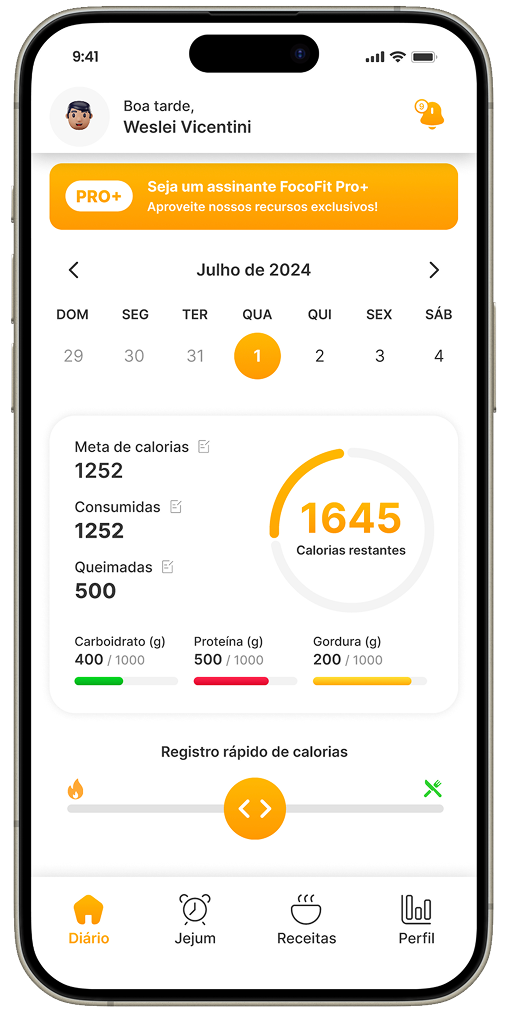 9:41
Boa tarde,
Weslei Vicentini
9
PRO+
Seja um assinante FocoFit Pro+
Aproveite nossos recursos exclusivos!
Julho de 2024
DOM SEG TER QUA QUI SEX SÁB
29 30 31 1 2 3 4
Meta de calorias
1252
Consumidas
1252
Queimadas
500
1645
Calorias restantes
Carboidrato (g) Proteína (g) Gordura (g)
400 / 1000 500 / 1000 200 / 1000
Registro rápido de calorias
Diário Jejum Receitas Perfil